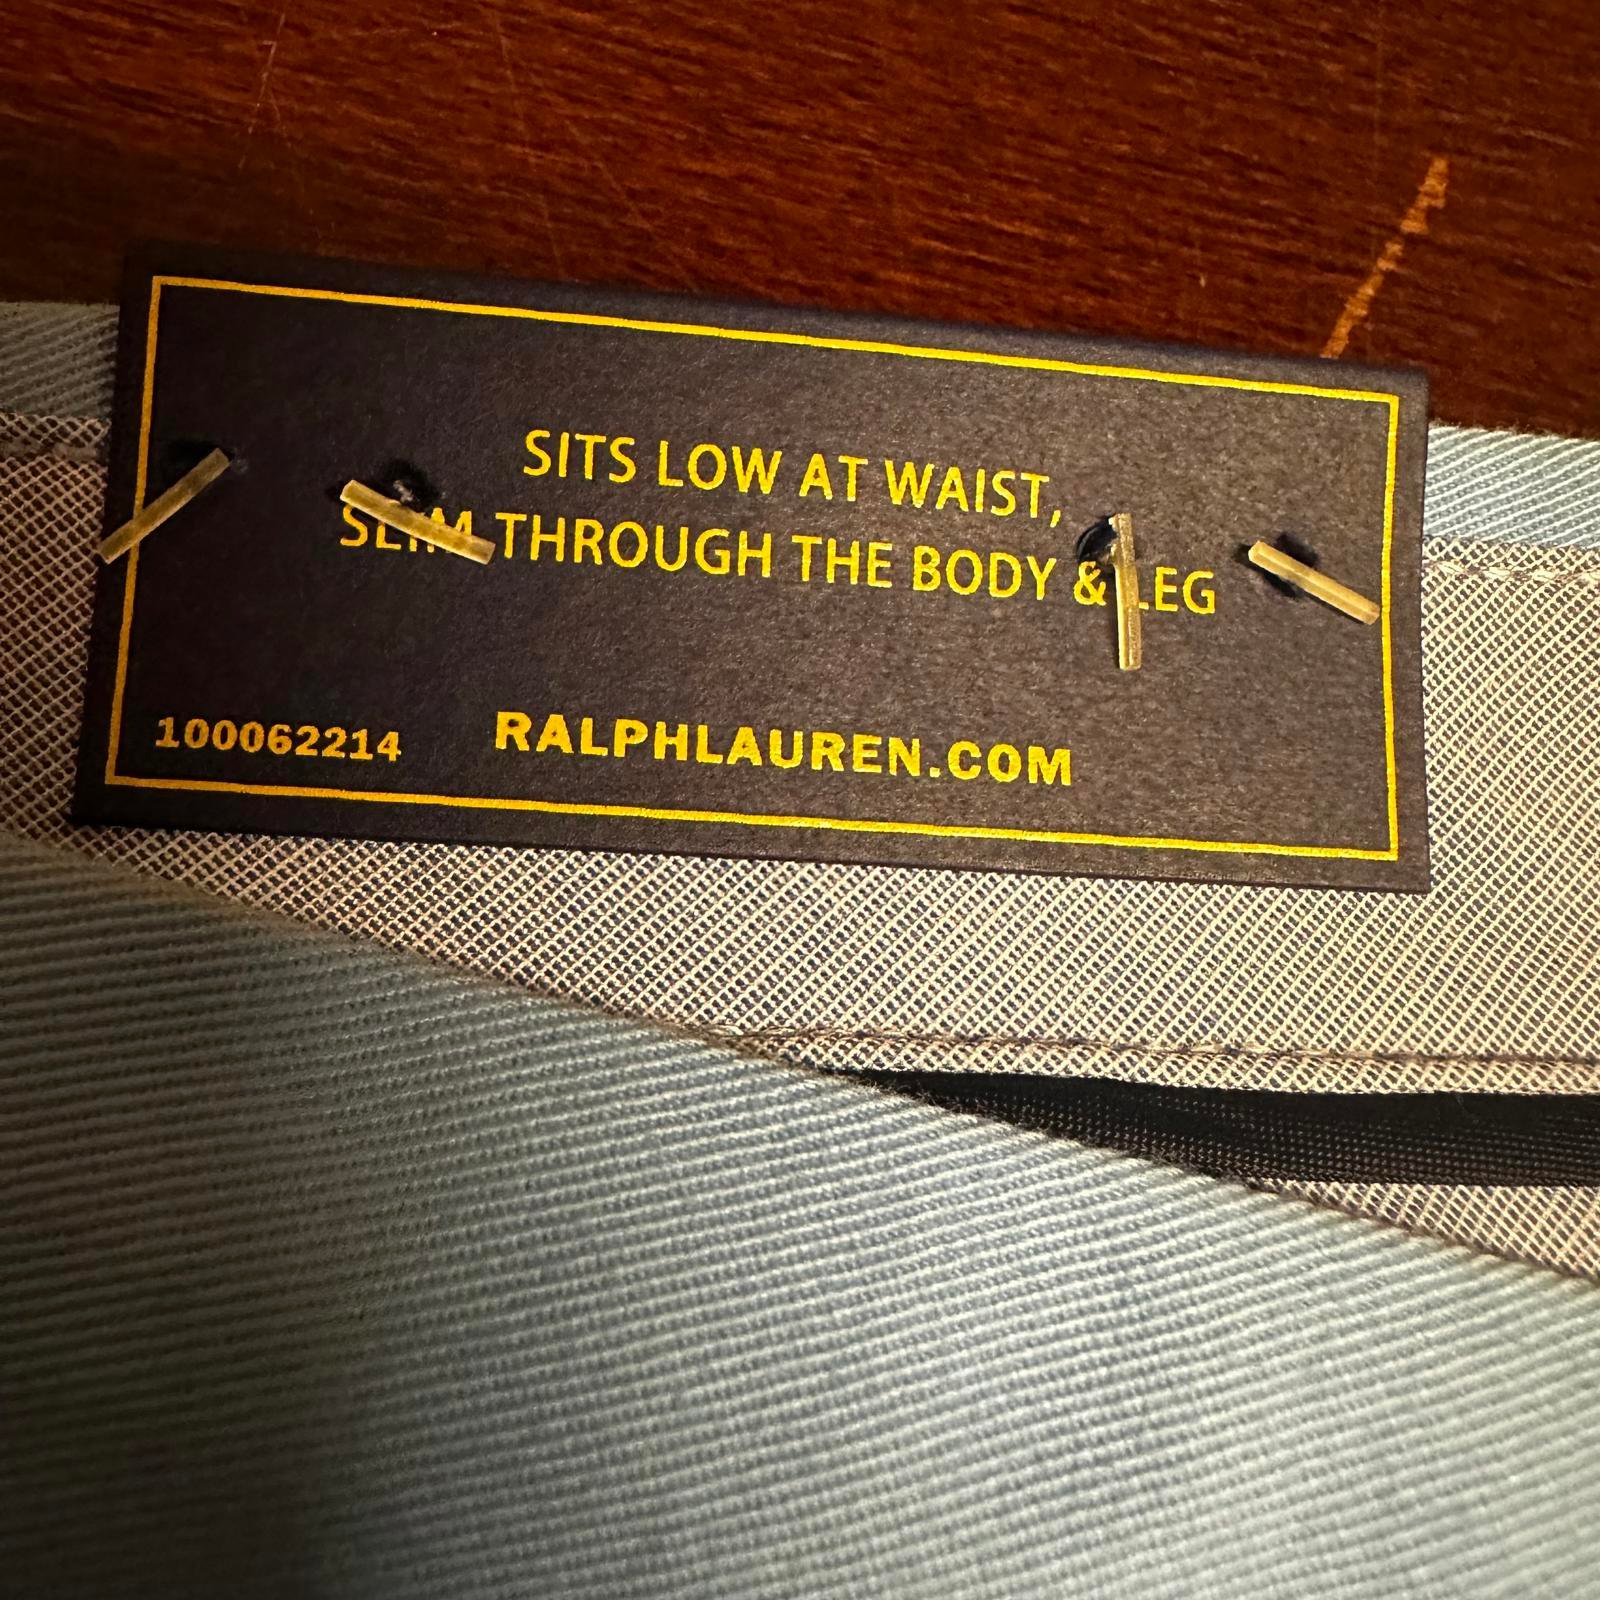 SITS LOW AT WAIST,
SLIM THROUGH THE BODY & LEG
100062214 RALPHLAUREN.COM